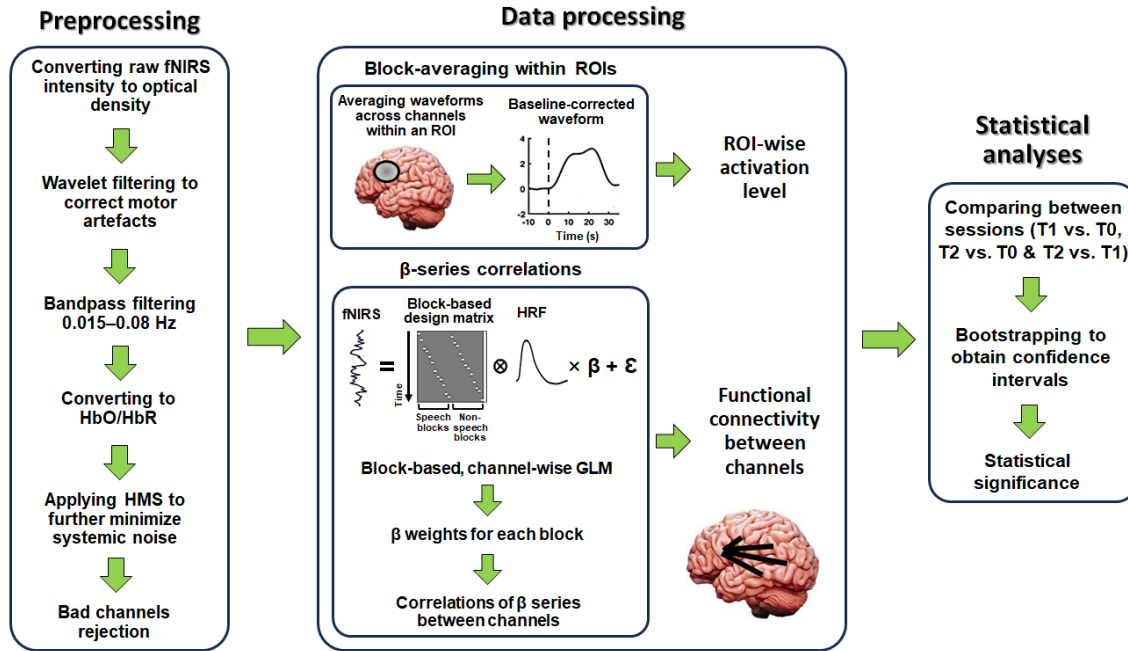 Preprocessing
Converting raw fNIRS
intensity to optical
density
Wavelet filtering to
correct motor
artefacts
Bandpass filtering
0.015–0.08 Hz
Converting to
HbO/HbR
Applying HMS to
further minimize
systemic noise
Bad channels
rejection
Data processing
Block-averaging within ROIs
Averaging waveforms
across channels
within an ROI
Baseline-corrected
waveform
4
2
0
-2
-10 0 10 20 30
Time (s)
ROI-wise
activation
level
β-series correlations
fNIRS
Block-based
design matrix
HRF
=
⊗
× β + ε
Time
Speech
blocks
Non-
speech
blocks
Block-based, channel-wise GLM
β weights for each block
Correlations of β series
between channels
Functional
connectivity
between
channels
Statistical
analyses
Comparing between
sessions (T1 vs. T0,
T2 vs. T0 & T2 vs. T1)
Bootstrapping to
obtain confidence
intervals
Statistical
significance